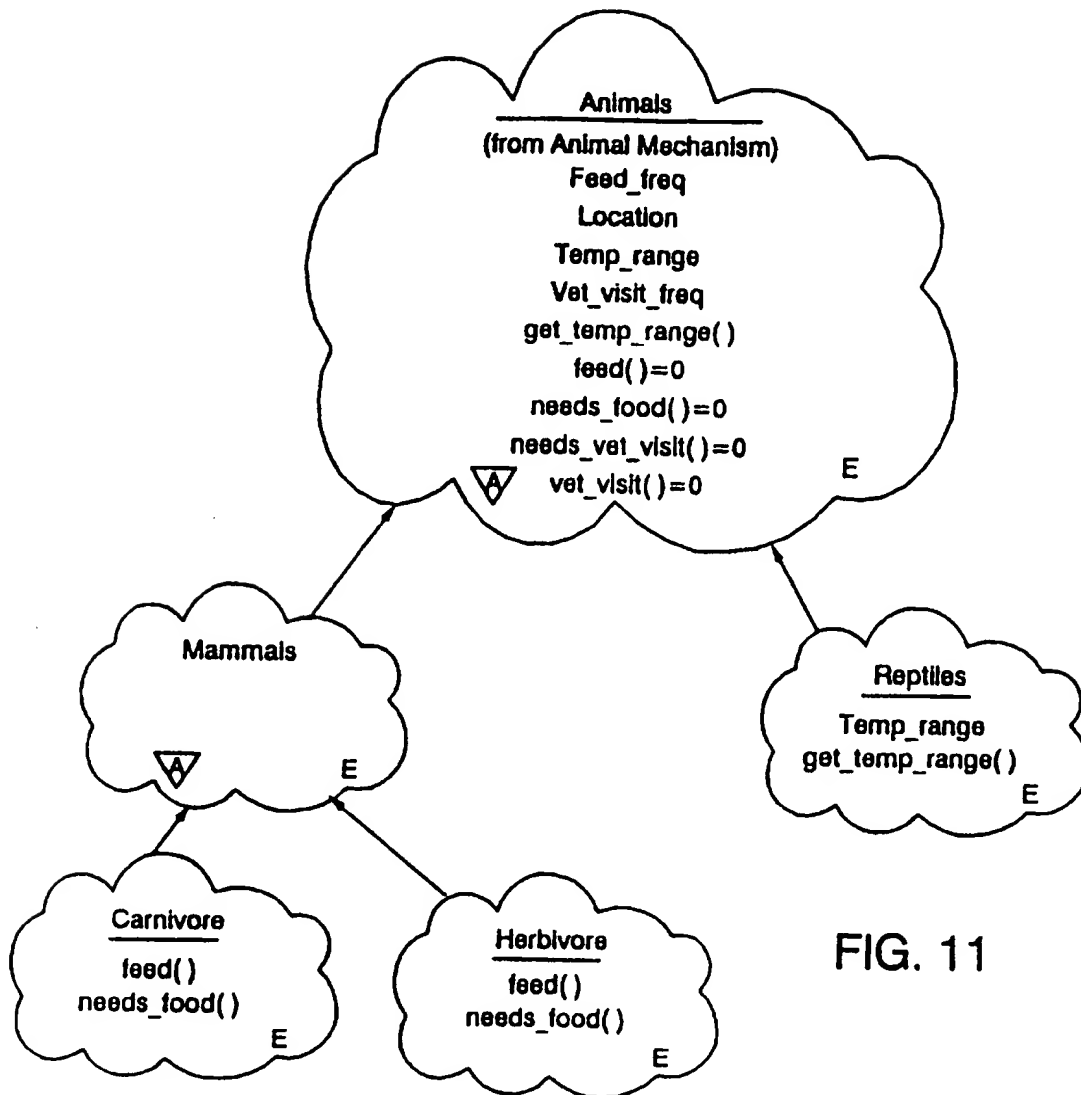 Animals
(from Animal Mechanism)
Feed_freq
Location
Temp_range
Vet_visit_freq
get_temp_range( )
feed( )=0
needs_food( )=0
needs_vet_visit( )=0
vet_visit( )=0
A
E
Mammals
A
E
Reptiles
Temp_range
get_temp_range( )
E
Carnivore
feed( )
needs_food( )
E
Herbivore
feed( )
needs_food( )
E
FIG. 11